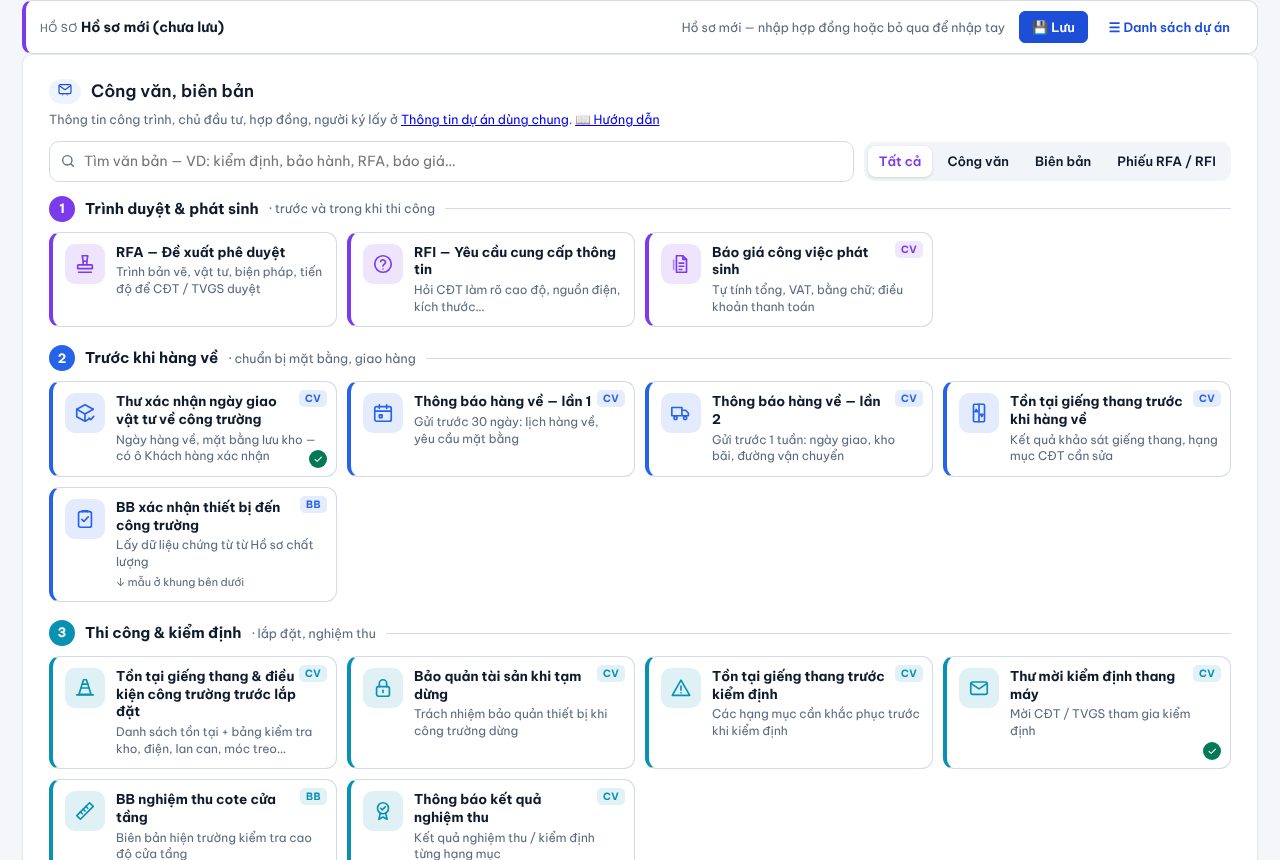 HỒ SƠ Hồ sơ mới (chưa lưu)
Hồ sơ mới — nhập hợp đồng hoặc bỏ qua để nhập tay
💾 Lưu
☰ Danh sách dự án
Công văn, biên bản
Thông tin công trình, chủ đầu tư, hợp đồng, người ký lấy ở Thông tin dự án dùng chung. 📖 Hướng dẫn
Tìm văn bản — VD: kiểm định, bảo hành, RFA, báo giá...
Tất cả
Công văn
Biên bản
Phiếu RFA / RFI
1 Trình duyệt & phát sinh · trước và trong khi thi công
RFA — Đề xuất phê duyệt
Trình bản vẽ, vật tư, biện pháp, tiến
độ để CĐT / TVGS duyệt
RFI — Yêu cầu cung cấp thông
tin
Hỏi CĐT làm rõ cao độ, nguồn điện,
kích thước...
Báo giá công việc phát
sinh
CV
Tự tính tổng, VAT, bằng chữ; điều
khoản thanh toán
2 Trước khi hàng về · chuẩn bị mặt bằng, giao hàng
Thư xác nhận ngày giao
vật tư về công trường
CV
Ngày hàng về, mặt bằng lưu kho —
có ô Khách hàng xác nhận
Thông báo hàng về — lần 1
CV
Gửi trước 30 ngày: lịch hàng về,
yêu cầu mặt bằng
Thông báo hàng về — lần
2
CV
Gửi trước 1 tuần: ngày giao, kho
bãi, đường vận chuyển
Tồn tại giếng thang trước
khi hàng về
CV
Kết quả khảo sát giếng thang, hạng
mục CĐT cần sửa
BB xác nhận thiết bị đến
công trường
BB
Lấy dữ liệu chứng từ từ Hồ sơ chất
lượng
↓ mẫu ở khung bên dưới
3 Thi công & kiểm định · lắp đặt, nghiệm thu
Tồn tại giếng thang & điều
kiện công trường trước lắp
đặt
CV
Danh sách tồn tại + bảng kiểm tra
kho, điện, lan can, móc treo...
Bảo quản tài sản khi tạm
dừng
CV
Trách nhiệm bảo quản thiết bị khi
công trường dừng
Tồn tại giếng thang trước
kiểm định
CV
Các hạng mục cần khắc phục trước
khi kiểm định
Thư mời kiểm định thang
máy
CV
Mời CĐT / TVGS tham gia kiểm
định
BB nghiệm thu cote cửa
tầng
BB
Biên bản hiện trường kiểm tra cao
độ cửa tầng
Thông báo kết quả
nghiệm thu
CV
Kết quả nghiệm thu / kiểm định
từng hạng mục